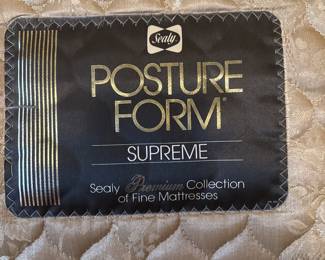 Sealy
POSTURE
FORM®
SUPREME
Sealy Premium Collection
of Fine Mattresses